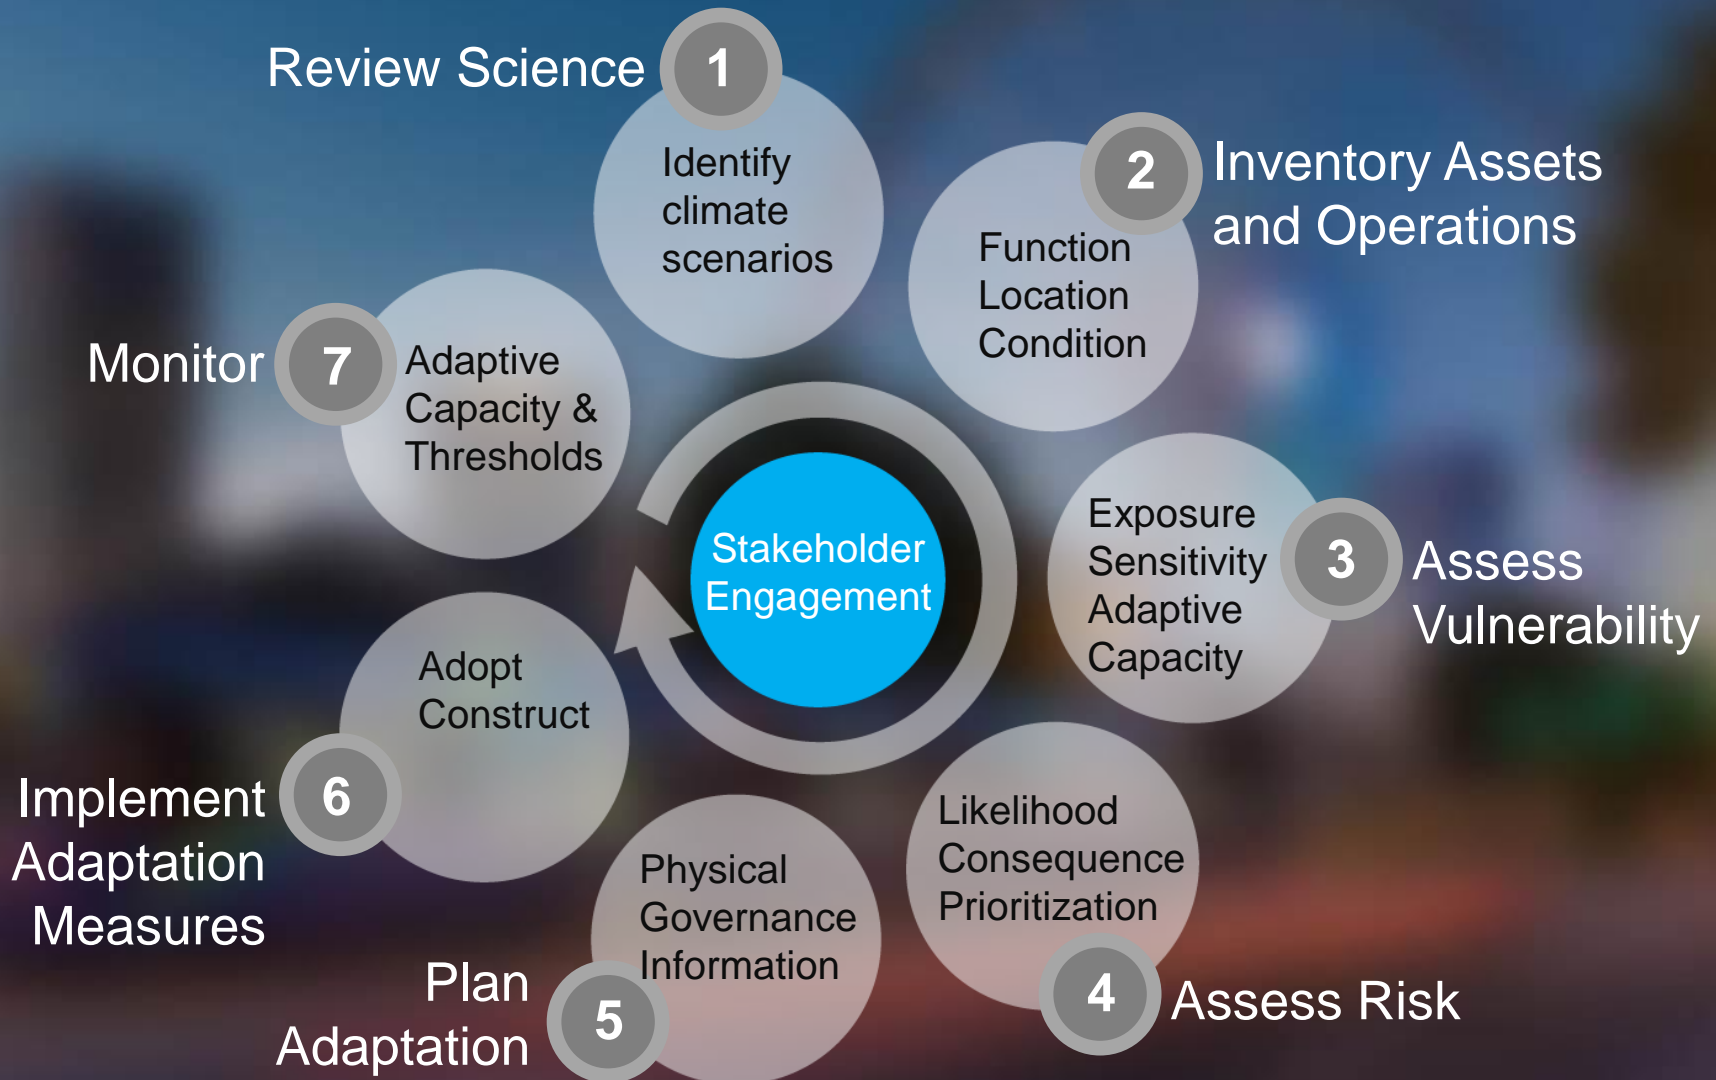 Review Science
1
Identify
climate
scenarios
2
Inventory Assets
and Operations
Function
Location
Condition
3
Assess
Vulnerability
Exposure
Sensitivity
Adaptive
Capacity
4
Assess Risk
Likelihood
Consequence
Prioritization
5
Plan
Adaptation
Physical
Governance
Information
6
Implement
Adaptation
Measures
Adopt
Construct
7
Monitor
Adaptive
Capacity &
Thresholds
Stakeholder
Engagement